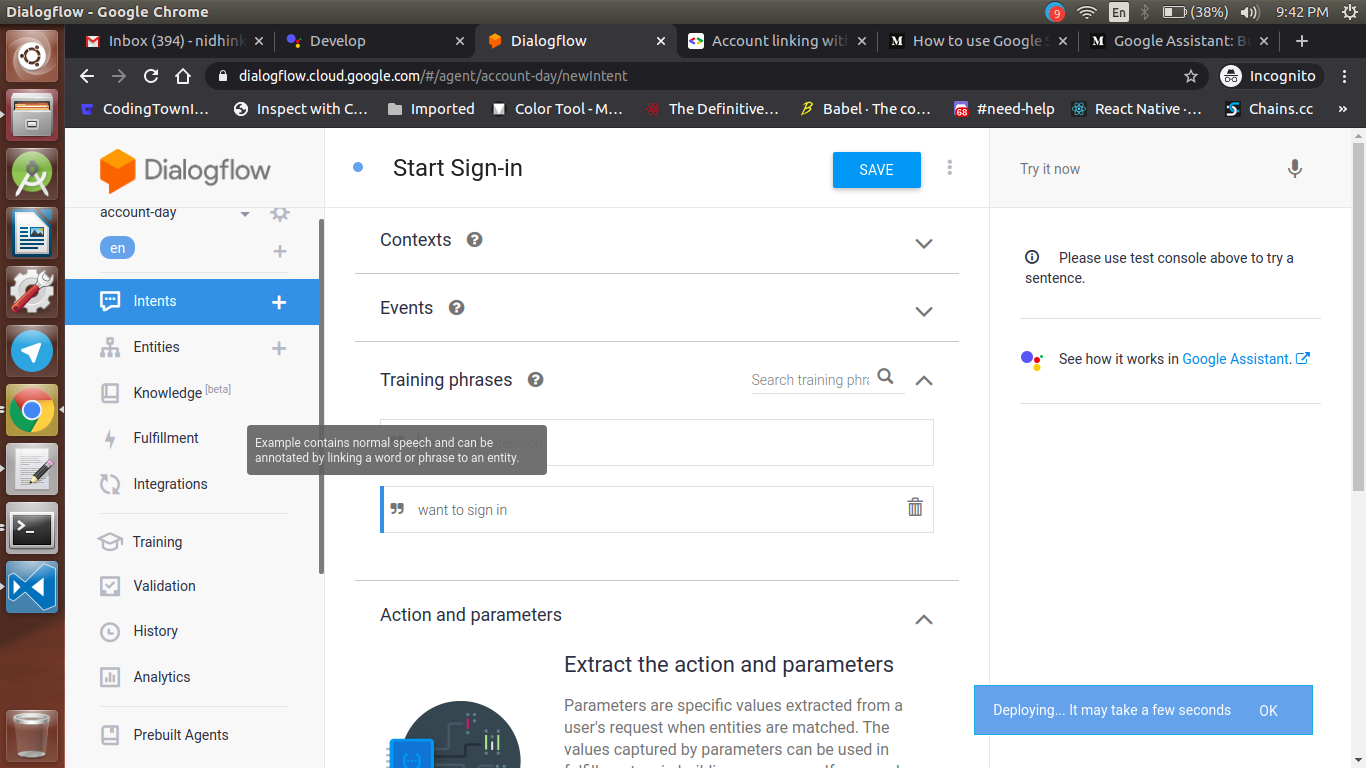 Dialogflow - Google Chrome
9
En
(38%)
9:42 PM
Inbox (394) - nidhink
Develop
Dialogflow
Account linking with
How to use Google S
Google Assistant: Bu
dialogflow.cloud.google.com/#/agent/account-day/newIntent
Incognito
CodingTownI…
Inspect with C…
Imported
Color Tool - M…
The Definitive…
Babel · The co…
68
#need-help
React Native ·…
Chains.cc
»
Dialogflow
account-day
en
Intents
Entities
Knowledge [beta]
Fulfillment
Integrations
Training
Validation
History
Analytics
Prebuilt Agents
Start Sign-in
SAVE
Contexts
Events
Training phrases
Search training phra
Example contains normal speech and can be
annotated by linking a word or phrase to an entity.
want to sign in
Action and parameters
Extract the action and parameters
Parameters are specific values extracted from a
user's request when entities are matched. The
values captured by parameters can be used in
Try it now
Please use test console above to try a
sentence.
See how it works in Google Assistant.
Deploying... It may take a few seconds
OK